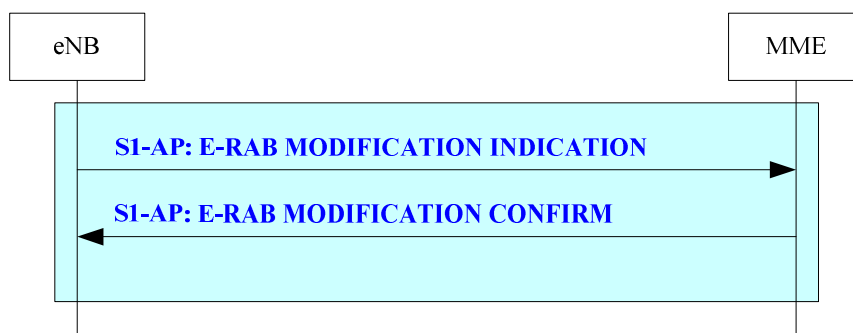 eNB
MME
S1-AP: E-RAB MODIFICATION INDICATION
S1-AP: E-RAB MODIFICATION CONFIRM